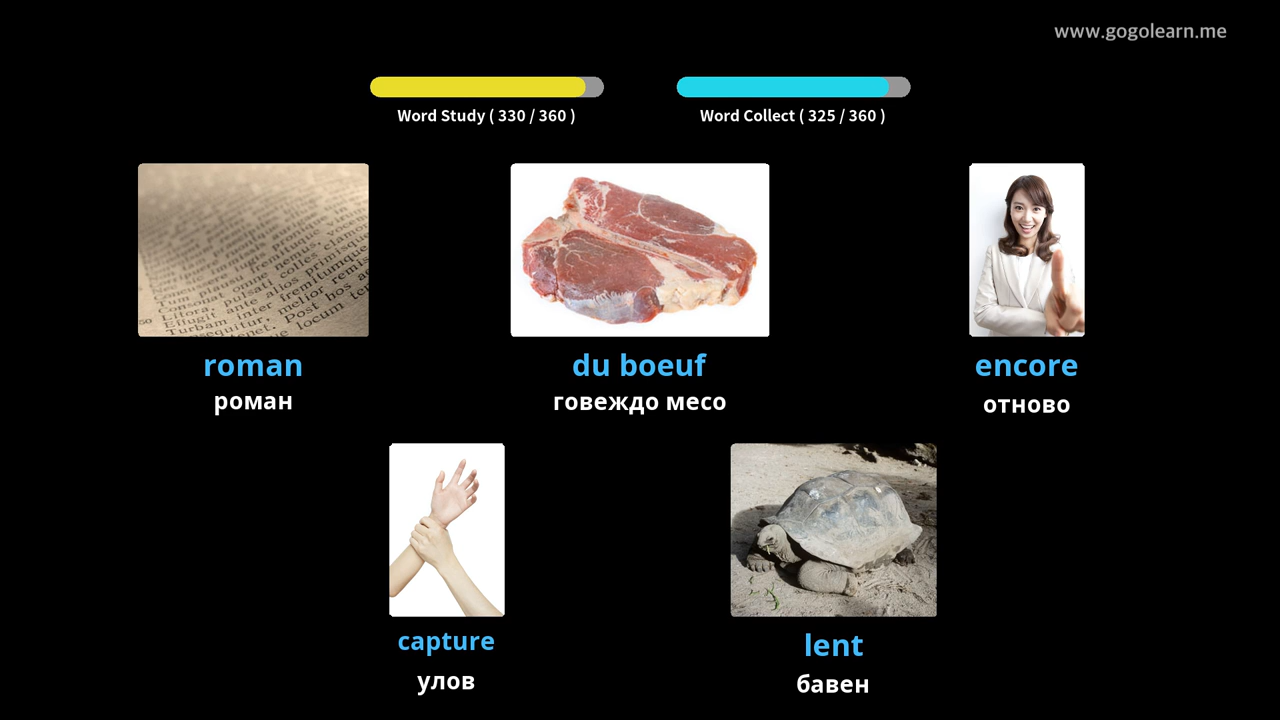 www.gogolearn.me
Word Study ( 330 / 360 )
Word Collect ( 325 / 360 )
roman
роман
du boeuf
говеждо месо
encore
отново
capture
улов
lent
бавен